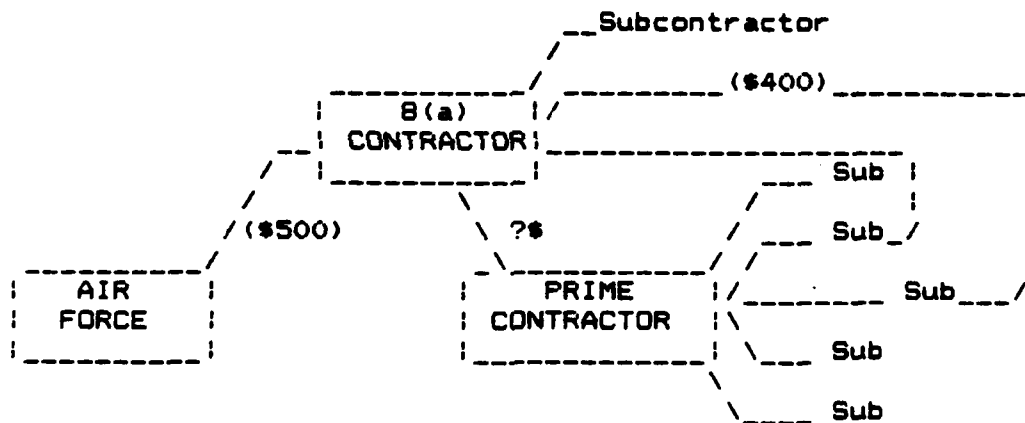 Subcontractor
($400)
8(a)
CONTRACTOR
Sub
($500)
?$
Sub
AIR
FORCE
PRIME
CONTRACTOR
Sub
Sub
Sub